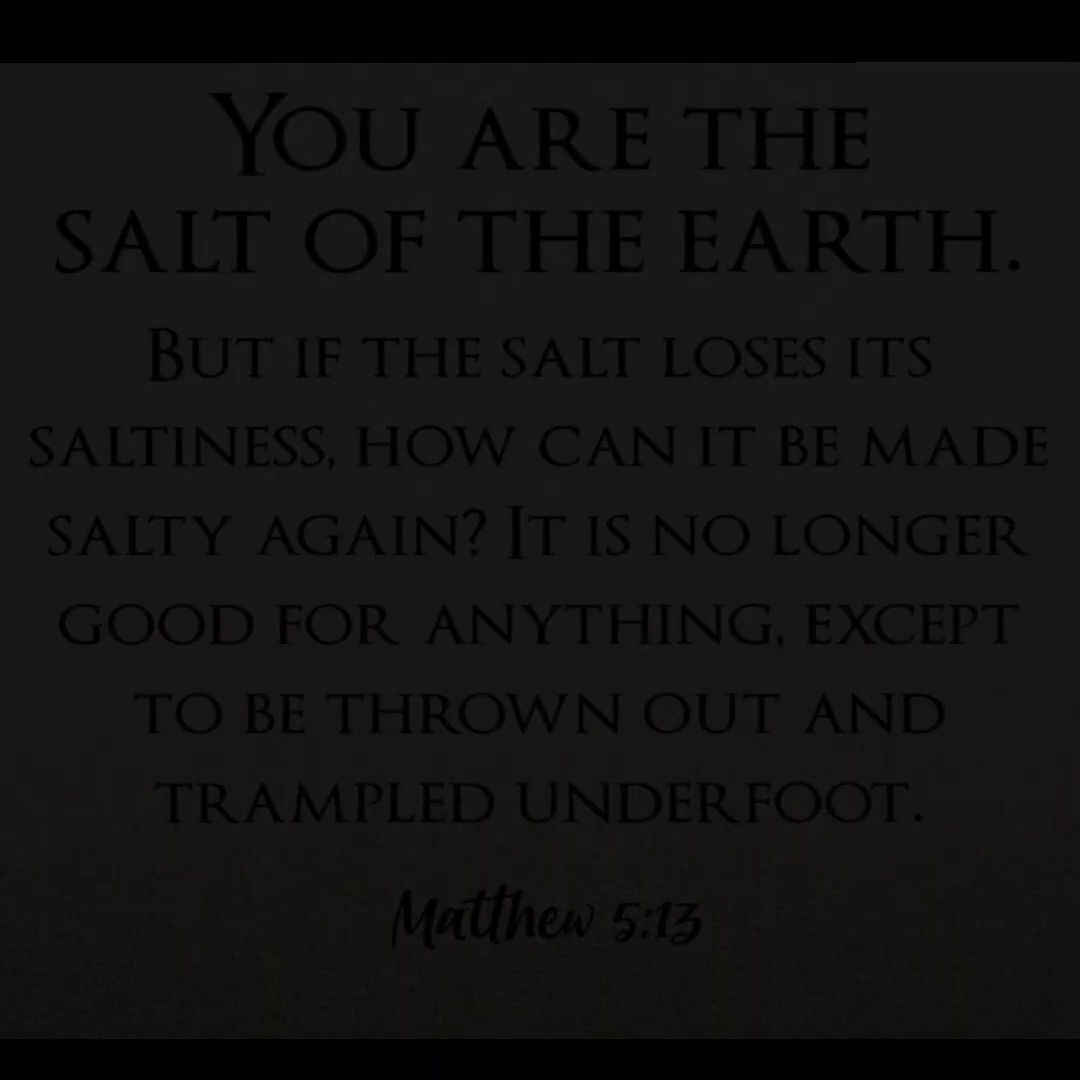 You are the
salt of the earth.
But if the salt loses its
saltiness, how can it be made
salty again? It is no longer
good for anything, except
to be thrown out and
trampled underfoot.
Matthew 5:13